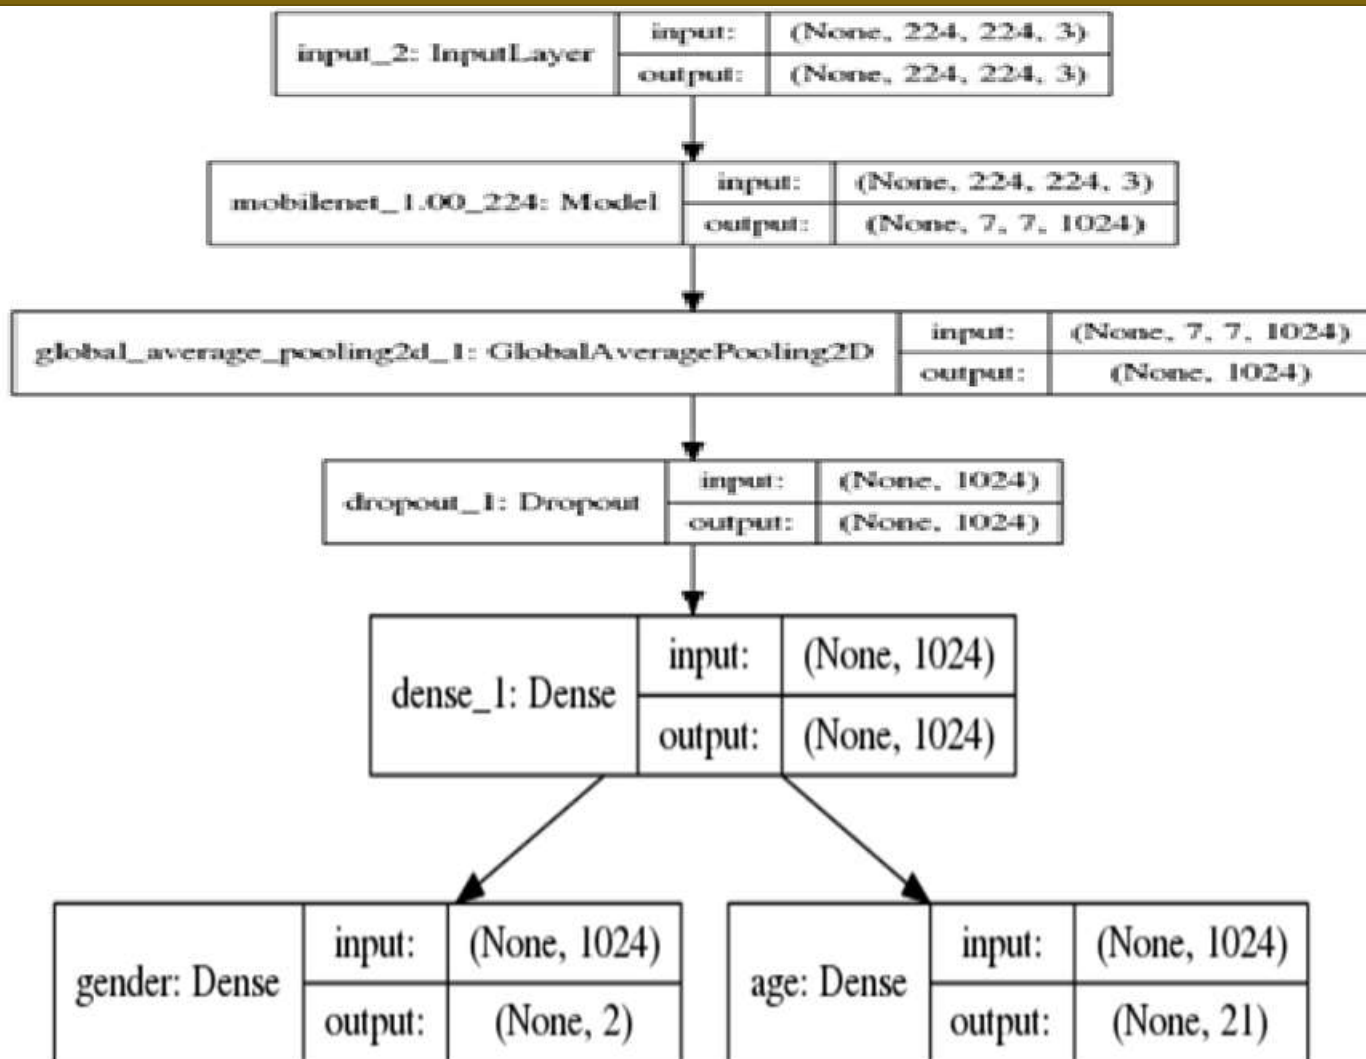 input_2: InputLayer
input: (None, 224, 224, 3)
output: (None, 224, 224, 3)
mobilenet_1.00_224: Model
input: (None, 224, 224, 3)
output: (None, 7, 7, 1024)
global_average_pooling2d_1: GlobalAveragePooling2D
input: (None, 7, 7, 1024)
output: (None, 1024)
dropout_1: Dropout
input: (None, 1024)
output: (None, 1024)
dense_1: Dense
input: (None, 1024)
output: (None, 1024)
gender: Dense
input: (None, 1024)
output: (None, 2)
age: Dense
input: (None, 1024)
output: (None, 21)